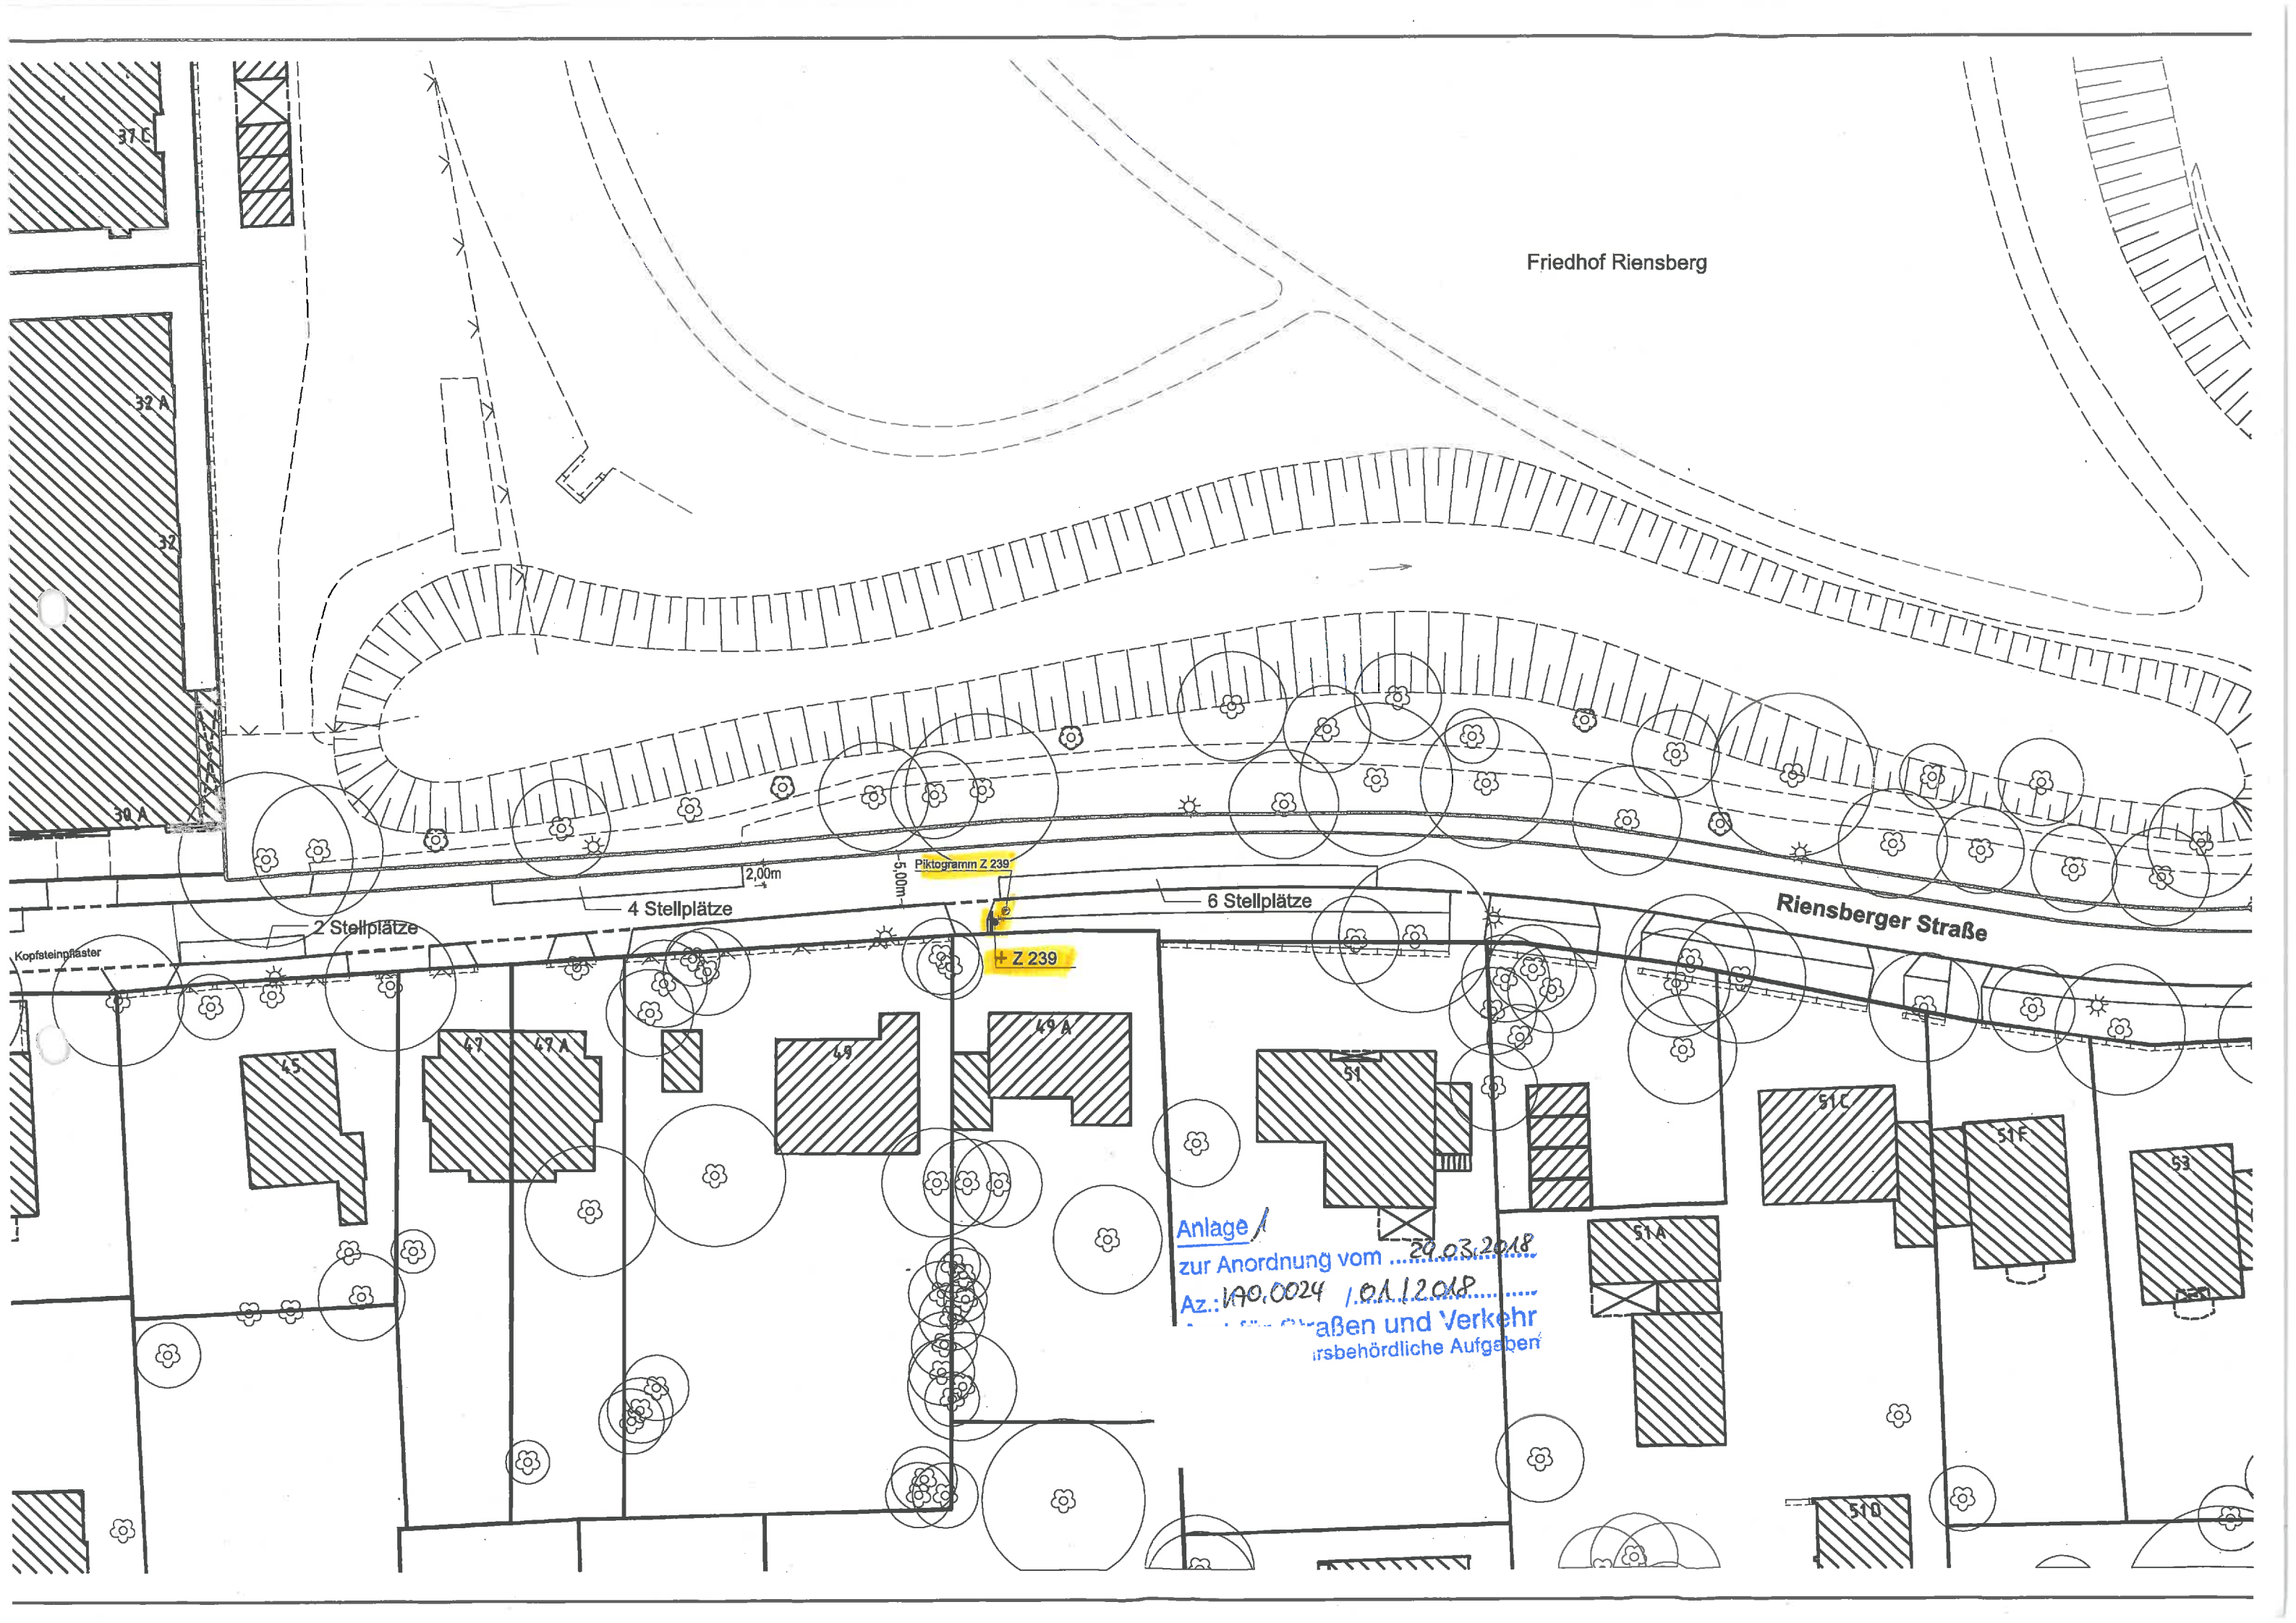 37 C
Friedhof Riensberg
32 A
32
30 A
Piktogramm Z 239
2,00m
5,00m
4 Stellplätze
6 Stellplätze
Riensberger Straße
2 Stellplätze
Kopfsteinpflaster
+ Z 239
45
47
47 A
49
49 A
51
51 C
51 F
53
51 A
51 D
Anlage 1
zur Anordnung vom 29.03.2018
Az.: 0024 / 01 / 2018
aßen und Verkehr
rsbehördliche Aufgaben